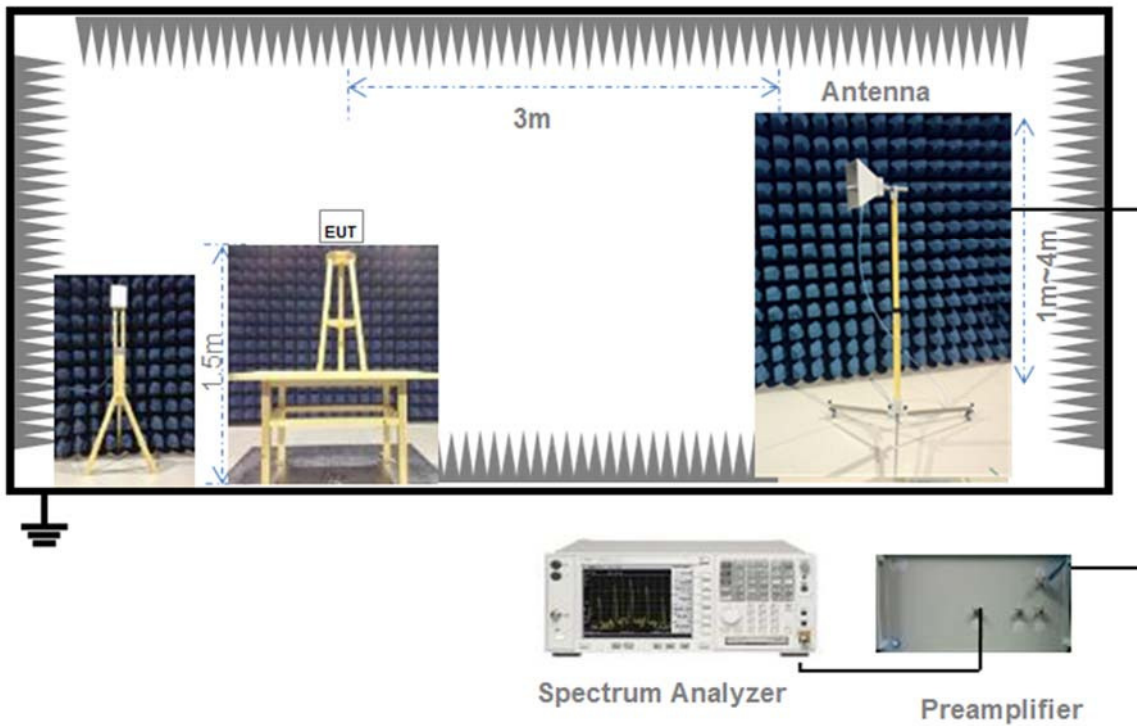 Antenna
3m
EUT
1.5m
1m~4m
Spectrum Analyzer
Preamplifier